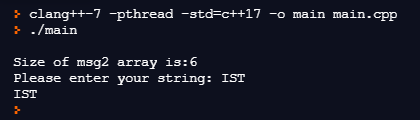 > clang++-7 -pthread -std=c++17 -o main main.cpp
> ./main
Size of msg2 array is:6
Please enter your string: IST
IST
>